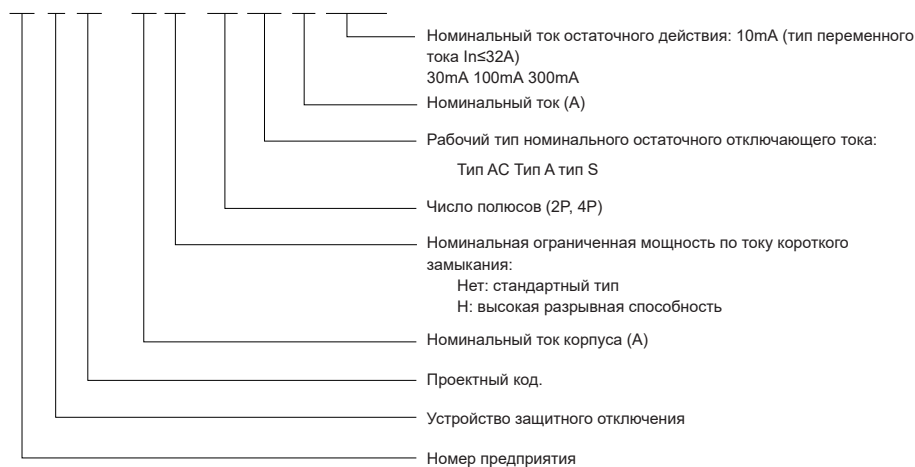 Номинальный ток остаточного действия: 10mA (тип переменного
тока In≤32A)
30mA 100mA 300mA
Номинальный ток (A)
Рабочий тип номинального остаточного отключающего тока:
Тип AC Тип A тип S
Число полюсов (2P, 4P)
Номинальная ограниченная мощность по току короткого
замыкания:
Нет: стандартный тип
H: высокая разрывная способность
Номинальный ток корпуса (A)
Проектный код.
Устройство защитного отключения
Номер предприятия